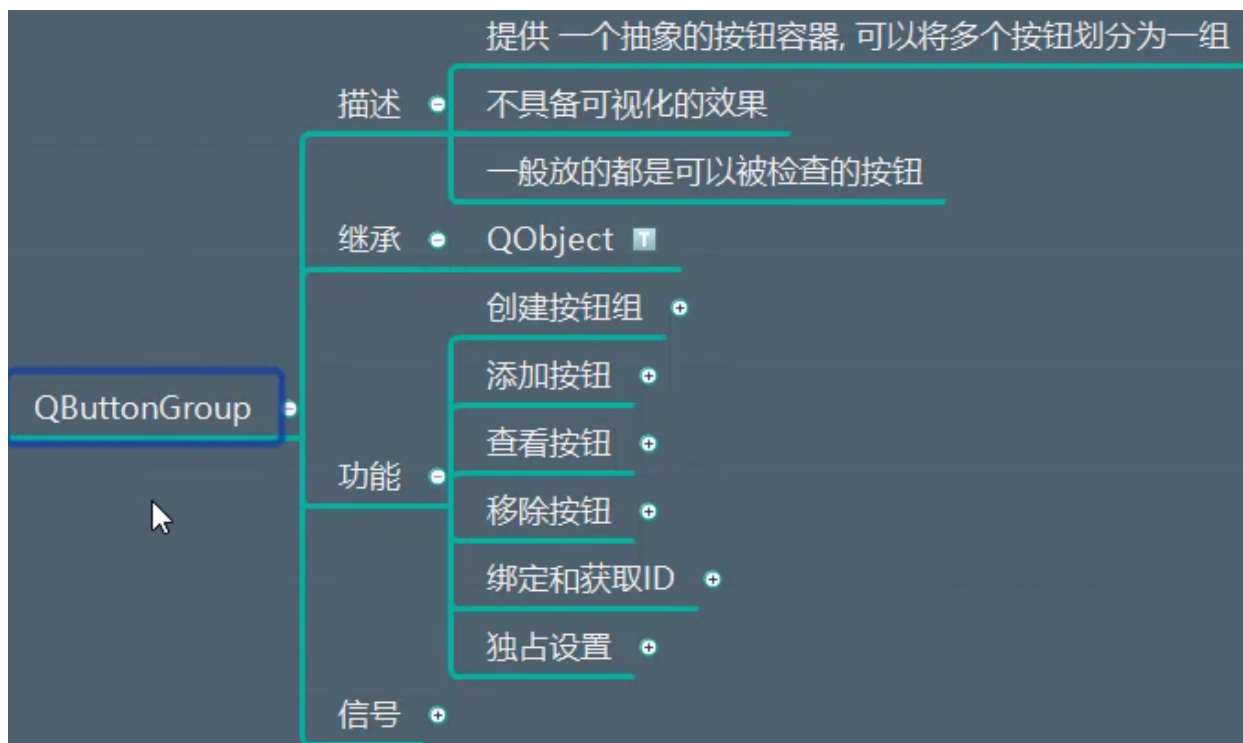 提供 一个抽象的按钮容器, 可以将多个按钮划分为一组
描述
不具备可视化的效果
一般放的都是可以被检查的按钮
继承
QObject
T
创建按钮组
添加按钮
QButtonGroup
查看按钮
功能
移除按钮
绑定和获取ID
独占设置
信号